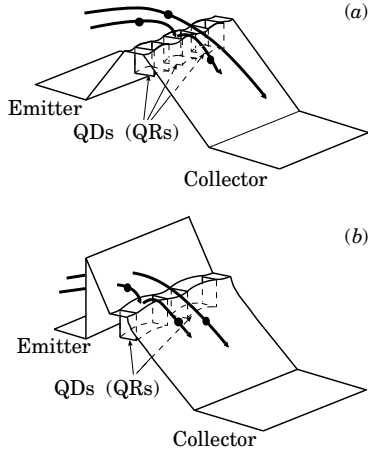 (a)
Emitter
QDs (QRs)
Collector
(b)
Emitter
QDs (QRs)
Collector